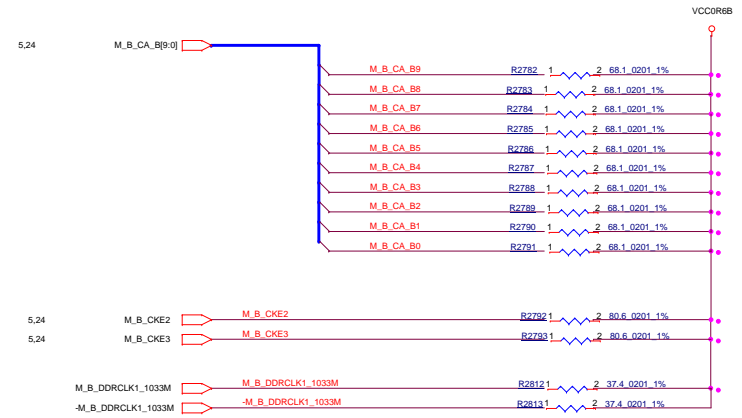 VCC0R6B
5,24 M_B_CA_B[9:0]
M_B_CA_B9 R2782 1 2 68.1_0201_1%
M_B_CA_B8 R2783 1 2 68.1_0201_1%
M_B_CA_B7 R2784 1 2 68.1_0201_1%
M_B_CA_B6 R2785 1 2 68.1_0201_1%
M_B_CA_B5 R2786 1 2 68.1_0201_1%
M_B_CA_B4 R2787 1 2 68.1_0201_1%
M_B_CA_B3 R2788 1 2 68.1_0201_1%
M_B_CA_B2 R2789 1 2 68.1_0201_1%
M_B_CA_B1 R2790 1 2 68.1_0201_1%
M_B_CA_B0 R2791 1 2 68.1_0201_1%
5,24 M_B_CKE2 M_B_CKE2 R2792 1 2 80.6_0201_1%
5,24 M_B_CKE3 M_B_CKE3 R2793 1 2 80.6_0201_1%
M_B_DDRCLK1_1033M M_B_DDRCLK1_1033M R2812 1 2 37.4_0201_1%
-M_B_DDRCLK1_1033M -M_B_DDRCLK1_1033M R2813 1 2 37.4_0201_1%